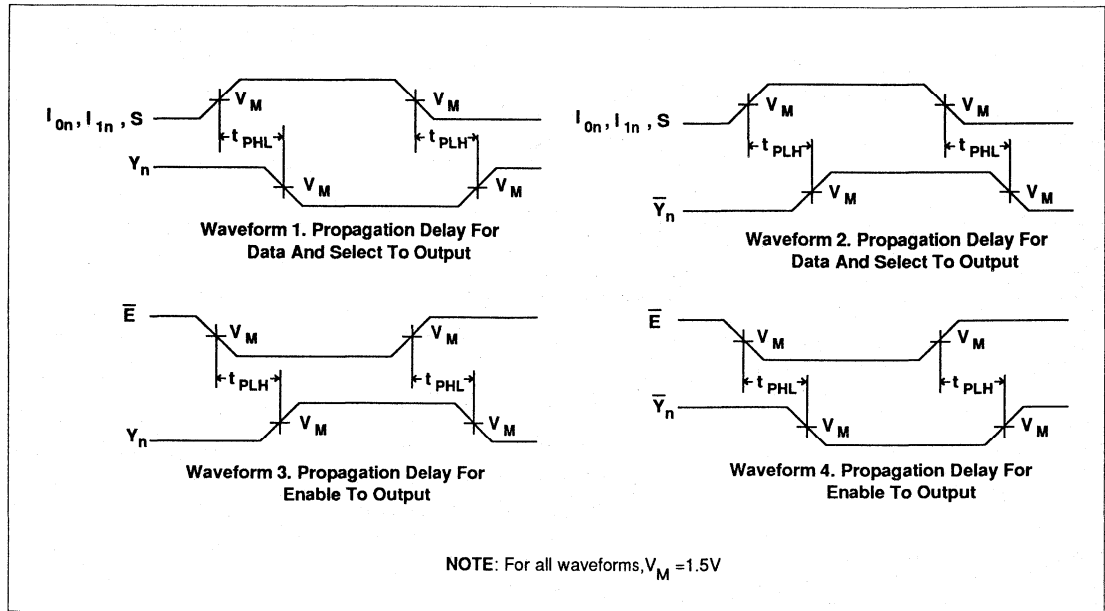 I0n, I1n, S
VM
VM
tPHL
tPLH
Yn
VM
VM
Waveform 1. Propagation Delay For
Data And Select To Output
I0n, I1n, S
VM
VM
tPLH
tPHL
Y̅n
VM
VM
Waveform 2. Propagation Delay For
Data And Select To Output
E̅
VM
VM
tPLH
tPHL
Yn
VM
VM
Waveform 3. Propagation Delay For
Enable To Output
E̅
VM
VM
tPHL
tPLH
Y̅n
VM
VM
Waveform 4. Propagation Delay For
Enable To Output
NOTE: For all waveforms,VM =1.5V